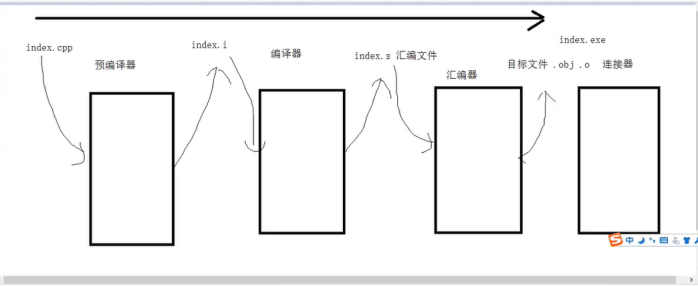 index.cpp
预编译器
index.i
编译器
index.s 汇编文件
汇编器
index.exe
目标文件 .obj .o 连接器
中